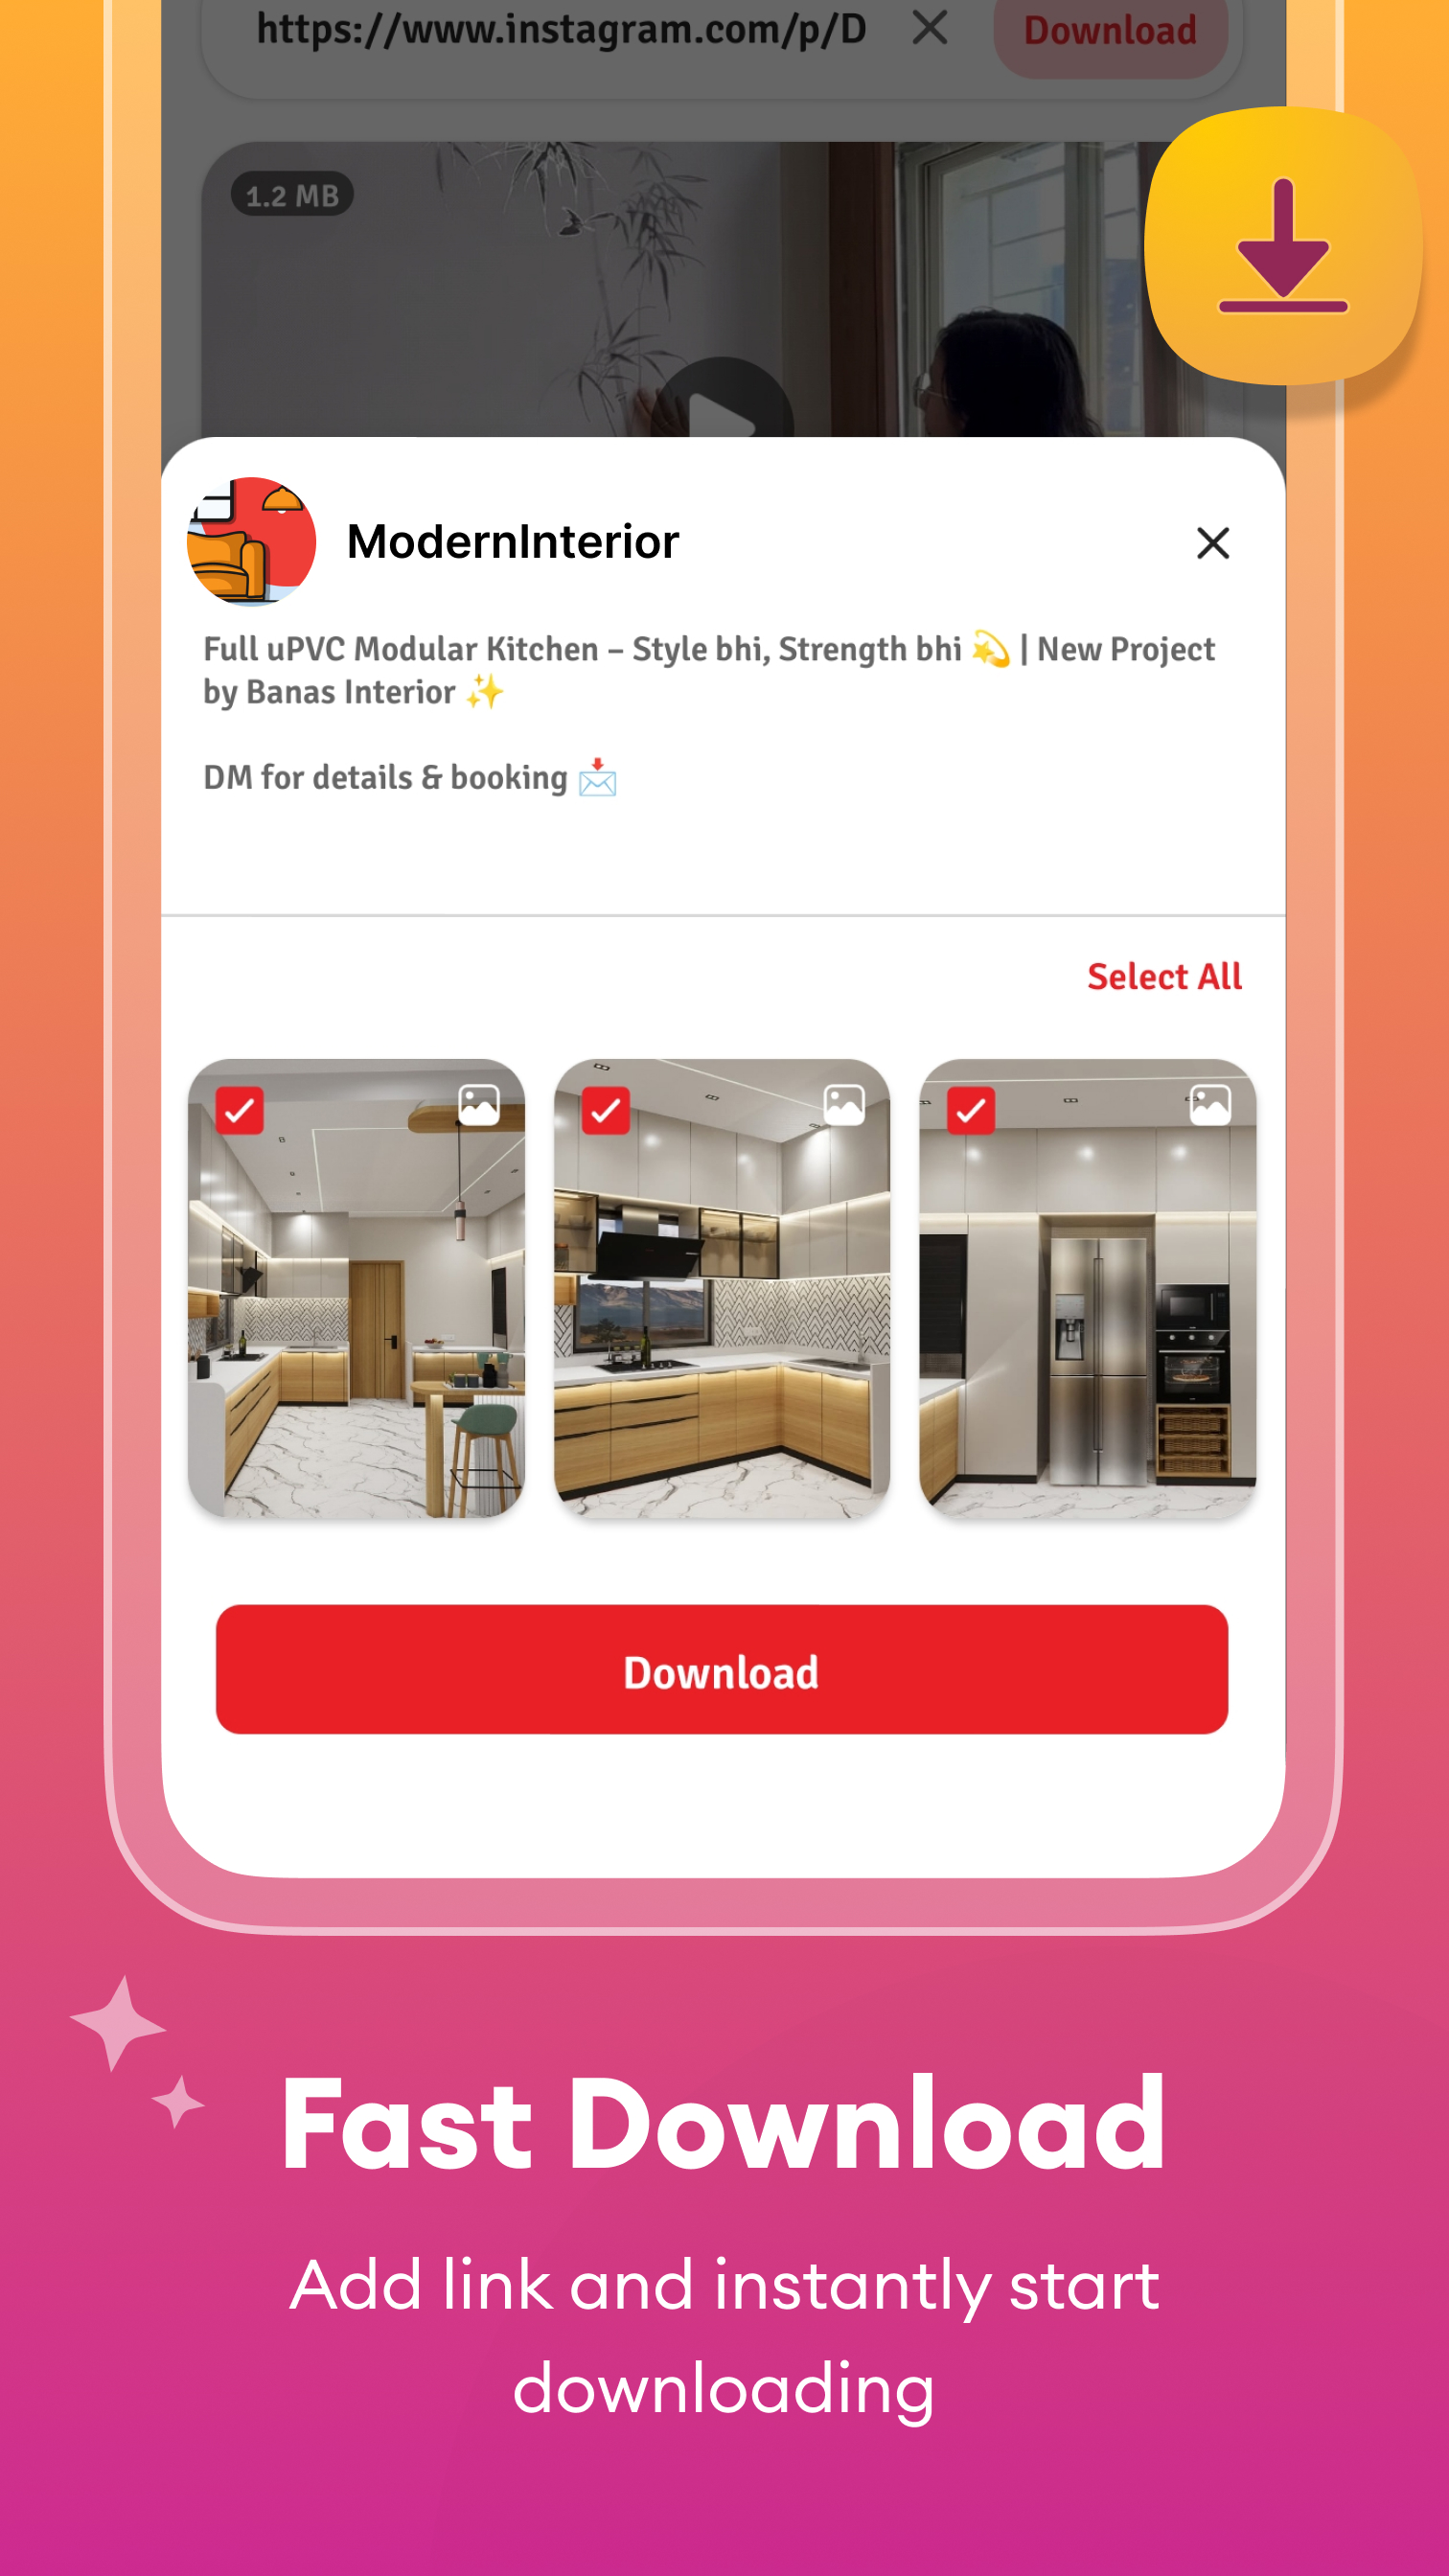 https://www.instagram.com/p/D
Download
1.2 MB
ModernInterior
Full uPVC Modular Kitchen – Style bhi, Strength bhi 💫 | New Project
by Banas Interior ✨
DM for details & booking 📩
Select All
Download
Fast Download
Add link and instantly start
downloading